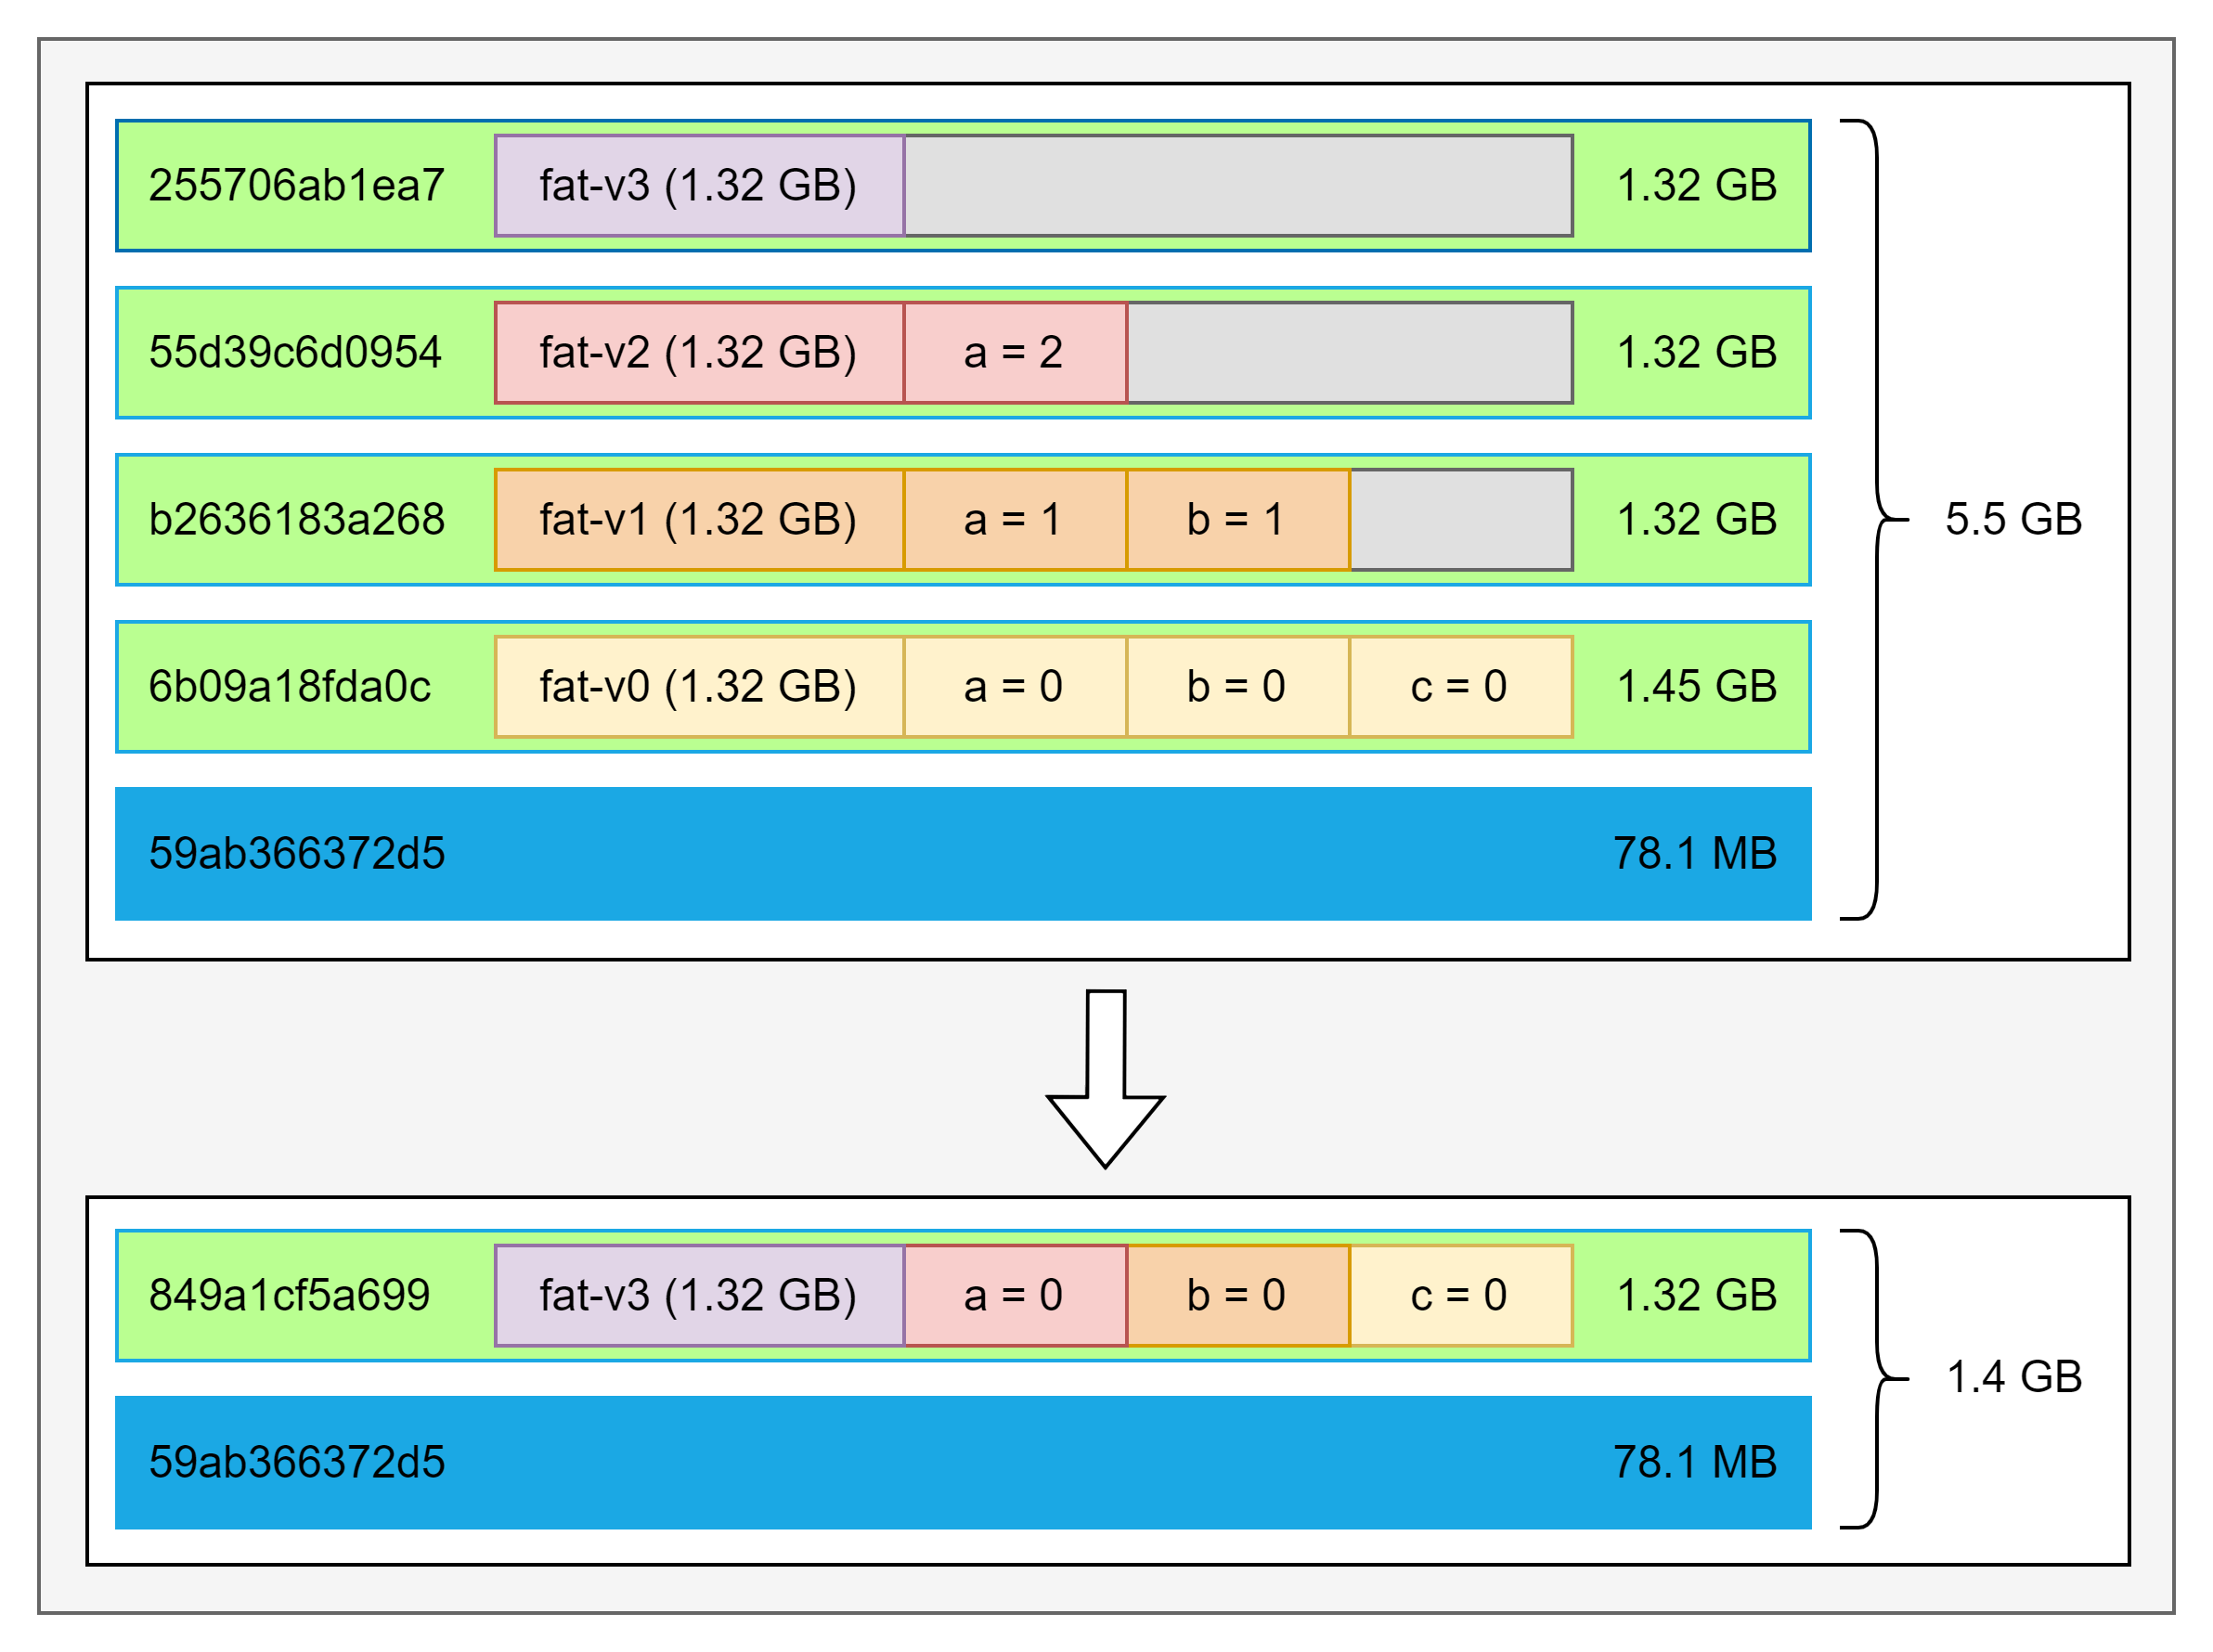 255706ab1ea7 fat-v3 (1.32 GB) 1.32 GB
55d39c6d0954 fat-v2 (1.32 GB) a = 2 1.32 GB
b2636183a268 fat-v1 (1.32 GB) a = 1 b = 1 1.32 GB
5.5 GB
6b09a18fda0c fat-v0 (1.32 GB) a = 0 b = 0 c = 0 1.45 GB
59ab366372d5 78.1 MB
849a1cf5a699 fat-v3 (1.32 GB) a = 0 b = 0 c = 0 1.32 GB
1.4 GB
59ab366372d5 78.1 MB